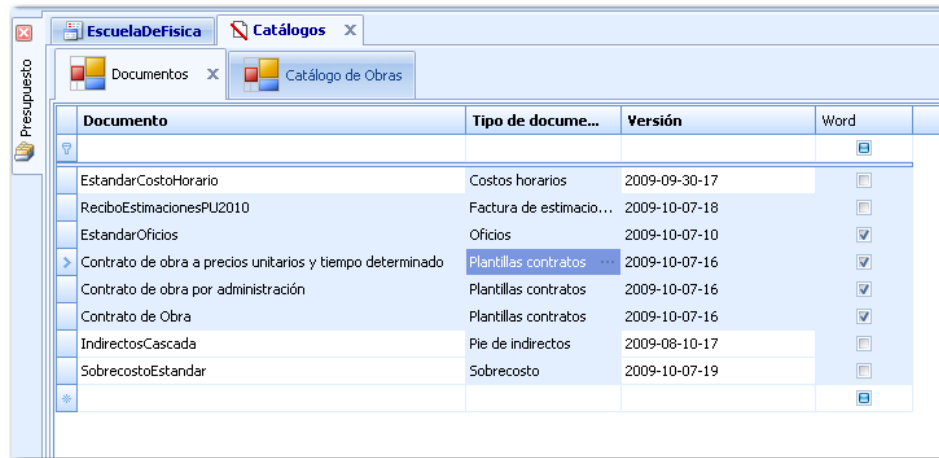 EscuelaDeFisica Catálogos X
Presupuesto
Documentos X Catálogo de Obras
Documento Tipo de docume... Versión Word
EstandarCostoHorario Costos horarios 2009-09-30-17
ReciboEstimacionesPU2010 Factura de estimacio... 2009-10-07-18
EstandarOficios Oficios 2009-10-07-10
Contrato de obra a precios unitarios y tiempo determinado Plantillas contratos ... 2009-10-07-16
Contrato de obra por administración Plantillas contratos 2009-10-07-16
Contrato de Obra Plantillas contratos 2009-10-07-16
IndirectosCascada Pie de indirectos 2009-08-10-17
SobrecostoEstandar Sobrecosto 2009-10-07-19